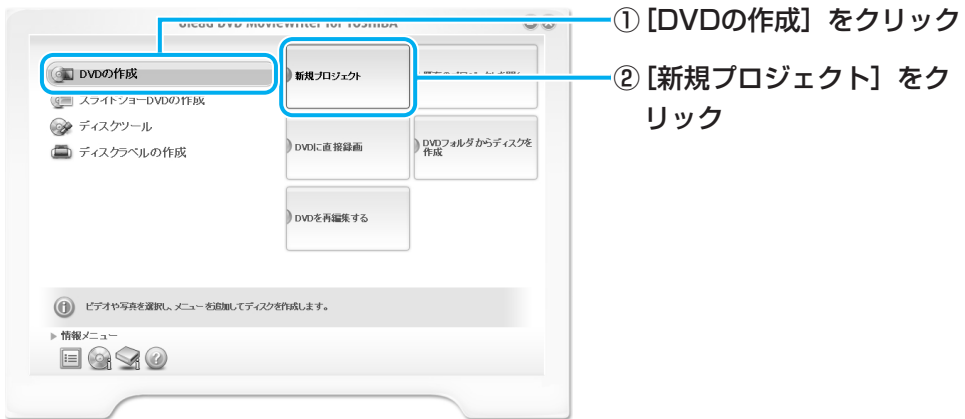 Ulead DVD MovieWriter for TOSHIBA
① [DVDの作成] をクリック
② [新規プロジェクト] をク
リック
DVDの作成
スライドショーDVDの作成
ディスクツール
ディスクラベルの作成
新規プロジェクト
DVDに直接録画
DVDフォルダからディスクを
作成
DVDを再編集する
ビデオや写真を選択し、メニューを追加してディスクを作成します。
情報メニュー